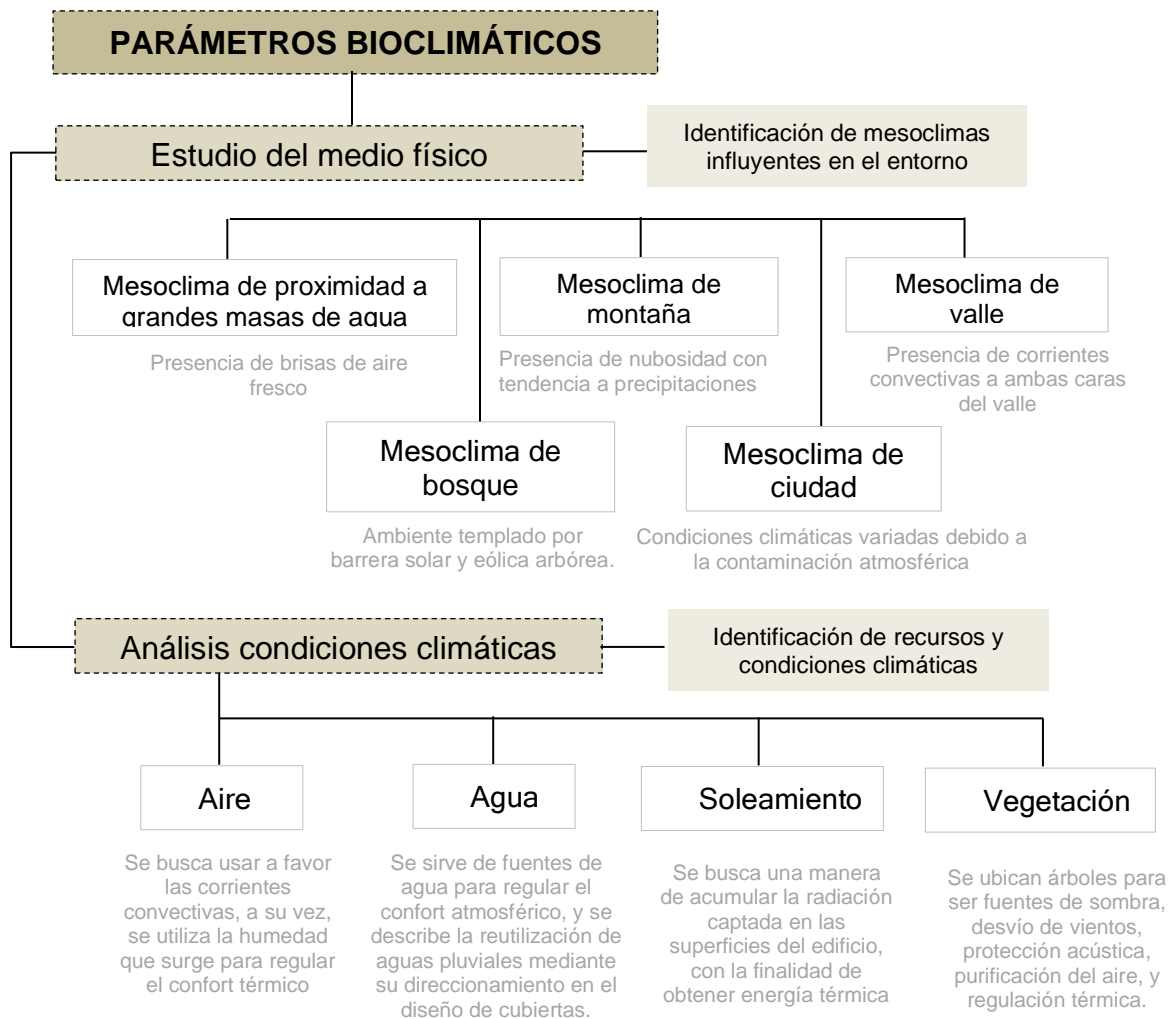 PARÁMETROS BIOCLIMÁTICOS
Estudio del medio físico
Identificación de mesoclimas
influyentes en el entorno
Mesoclima de proximidad a
grandes masas de agua
Presencia de brisas de aire
fresco
Mesoclima de
montaña
Presencia de nubosidad con
tendencia a precipitaciones
Mesoclima de
valle
Presencia de corrientes
convectivas a ambas caras
del valle
Mesoclima de
bosque
Ambiente templado por
barrera solar y eólica arbórea.
Mesoclima de
ciudad
Condiciones climáticas variadas debido a
la contaminación atmosférica
Análisis condiciones climáticas
Identificación de recursos y
condiciones climáticas
Aire
Se busca usar a favor
las corrientes
convectivas, a su vez,
se utiliza la humedad
que surge para regular
el confort térmico
Agua
Se sirve de fuentes de
agua para regular el
confort atmosférico, y se
describe la reutilización de
aguas pluviales mediante
su direccionamiento en el
diseño de cubiertas.
Soleamiento
Se busca una manera
de acumular la radiación
captada en las
superficies del edificio,
con la finalidad de
obtener energía térmica
Vegetación
Se ubican árboles para
ser fuentes de sombra,
desvío de vientos,
protección acústica,
purificación del aire, y
regulación térmica.